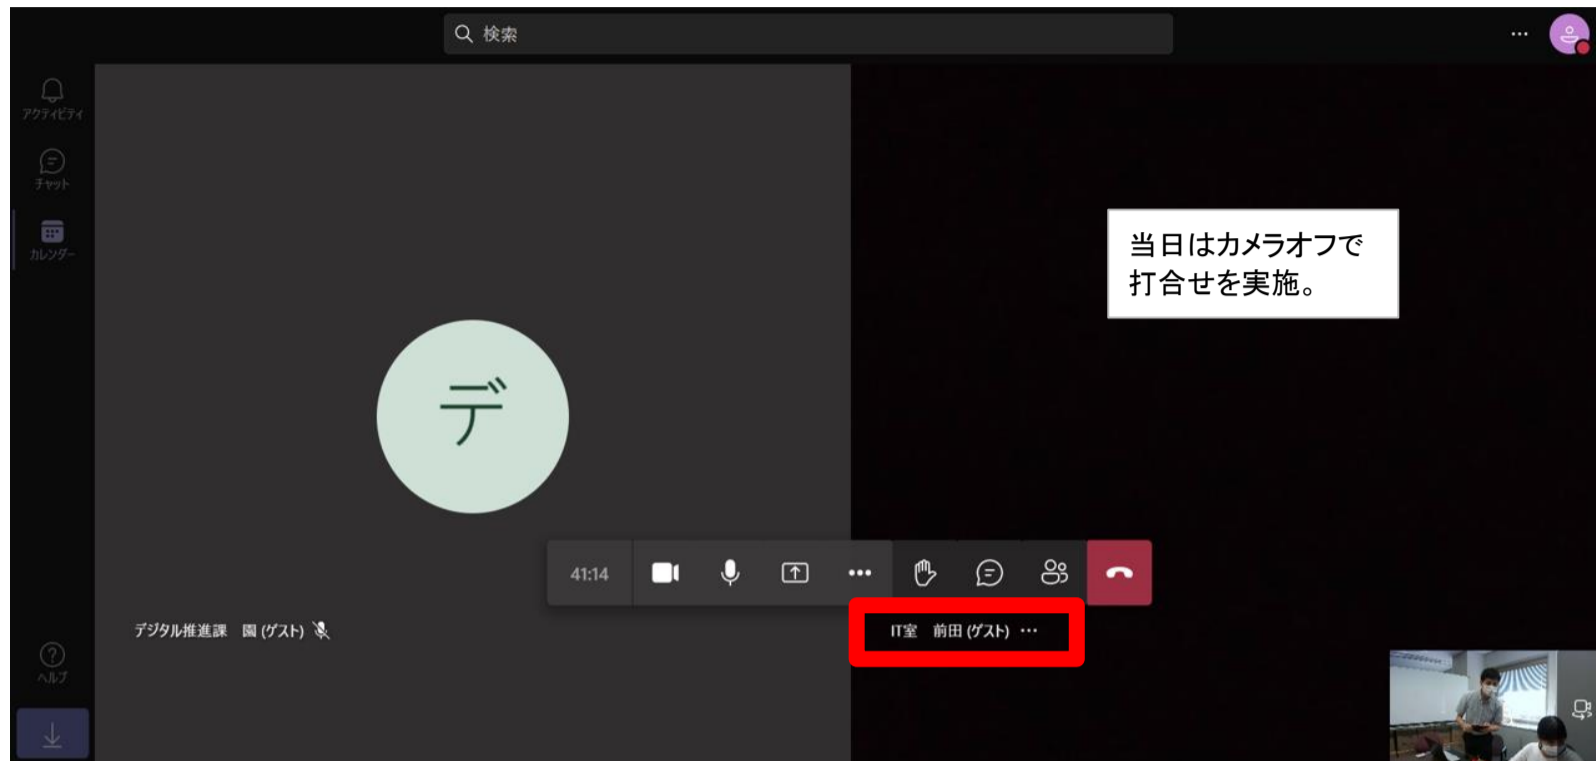 検索
アクティビティ
チャット
カレンダー
当日はカメラオフで
打合せを実施。
デ
41:14
デジタル推進課　園 (ゲスト)
IT室　前田 (ゲスト)
ヘルプ